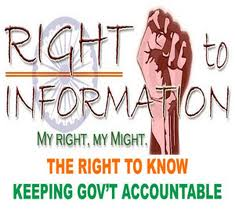 RIGHT to
INFORMATION
MY RIGHT, MY MIGHT.
THE RIGHT TO KNOW
KEEPING GOV'T ACCOUNTABLE